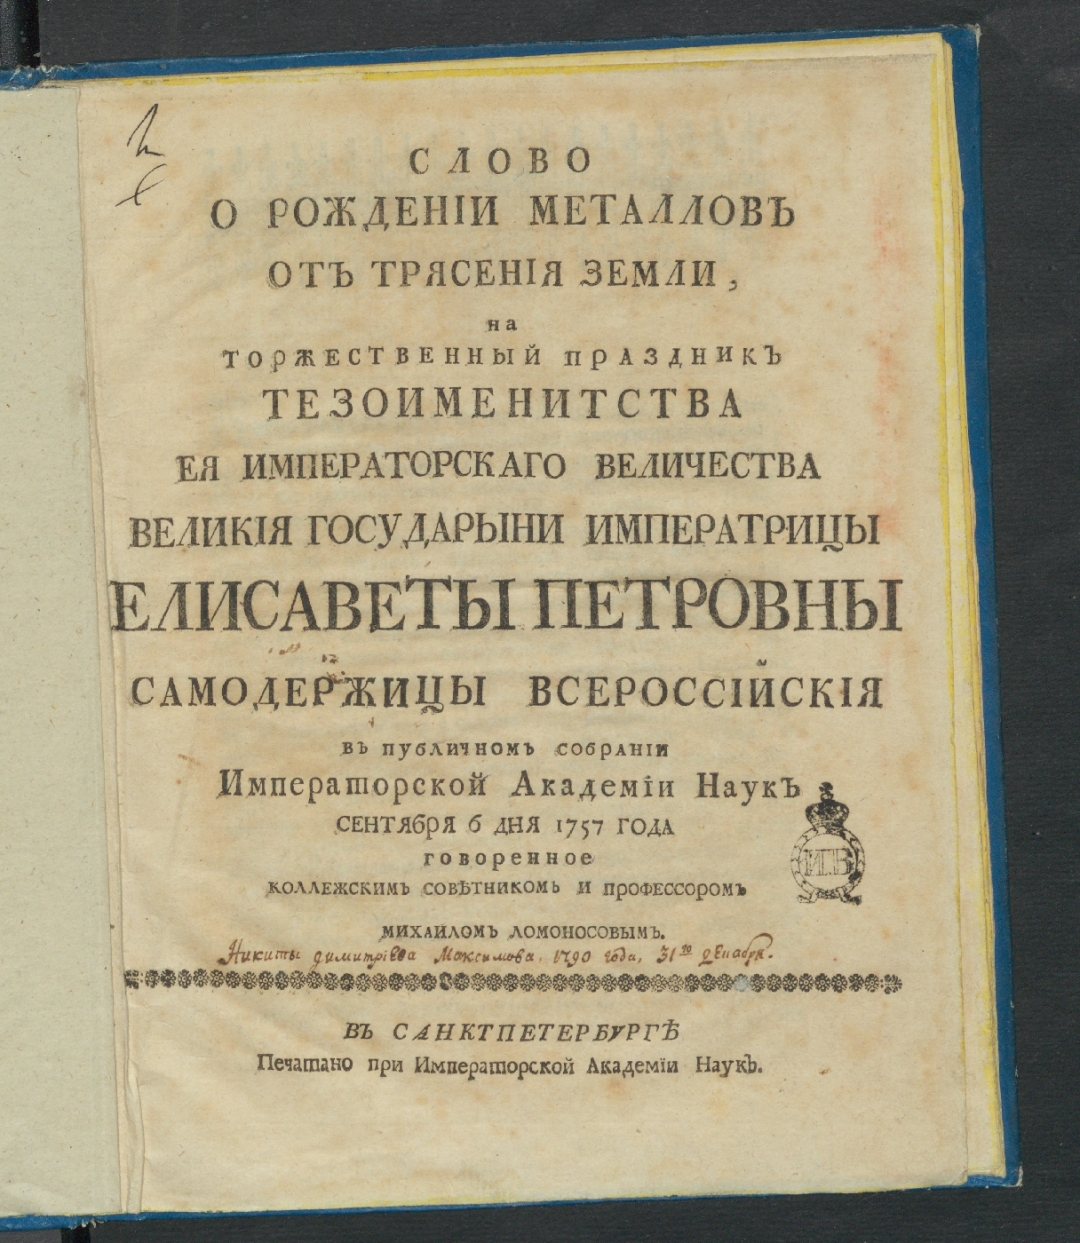 СЛОВО
О РОЖДЕНІИ МЕТАЛЛОВЪ
ОТЪ ТРЯСЕНІЯ ЗЕМЛИ,
на
ТОРЖЕСТВЕННЫЙ ПРАЗДНИКЪ
ТЕЗОИМЕНИТСТВА
ЕЯ ИМПЕРАТОРСКАГО ВЕЛИЧЕСТВА
ВЕЛИКІЯ ГОСУДАРЫНИ ИМПЕРАТРИЦЫ
ЕЛИСАВЕТЫ ПЕТРОВНЫ
САМОДЕРЖИЦЫ ВСЕРОССІЙСКІЯ
въ публичномъ собраніи
Императорской Академіи Наукъ
СЕНТЯБРЯ 6 ДНЯ 1757 ГОДА
говоренное
КОЛЛЕЖСКИМЪ СОВѢТНИКОМЪ И ПРОФЕССОРОМЪ
МИХАИЛОМЪ ЛОМОНОСОВЫМЪ.
Никиты димитріева Максимова. 1790 года, 31го декабря.
ВЪ САНКТПЕТЕРБУРГѢ
Печатано при Императорской Академіи Наукъ.